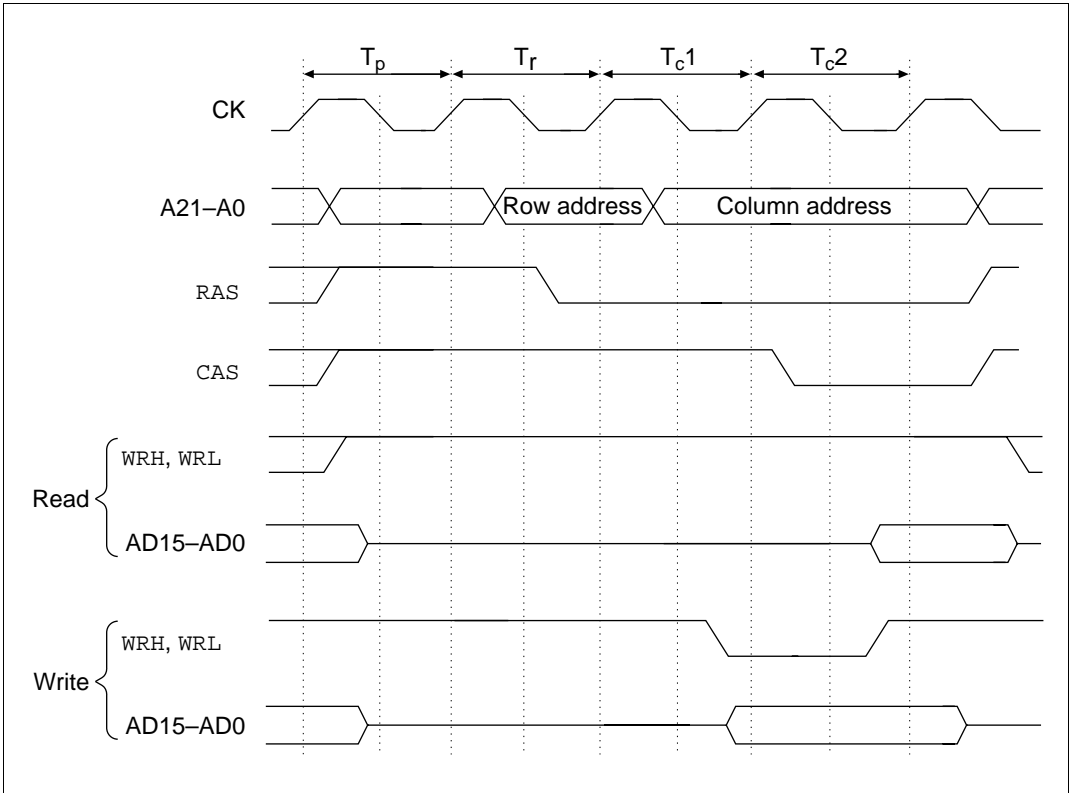 Tp Tr Tc1 Tc2
CK
A21–A0 Row address Column address
RAS
CAS
Read
WRH, WRL
AD15–AD0
Write
WRH, WRL
AD15–AD0